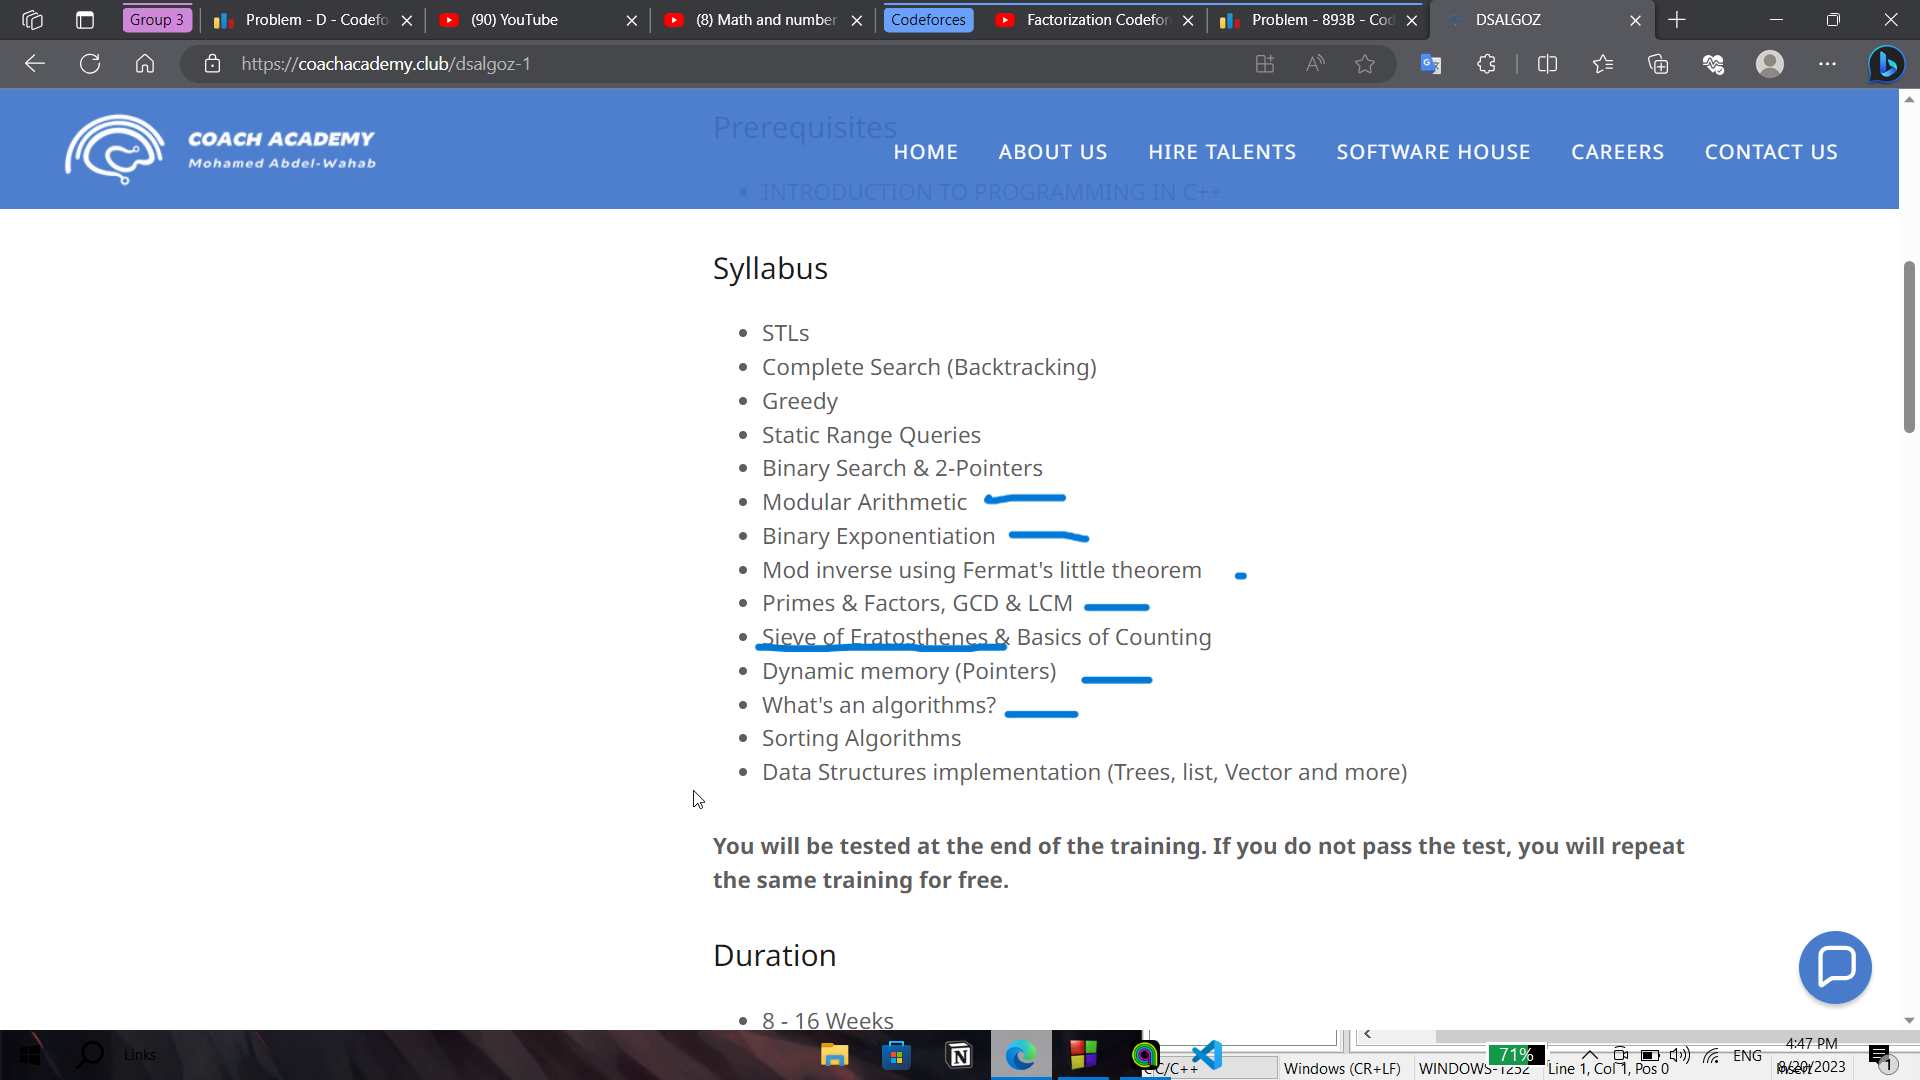 Group 3
Problem - D - Codefo
(90) YouTube
(8) Math and number
Codeforces
Factorization Codefor
Problem - 893B - Cod
DSALGOZ
https://coachacademy.club/dsalgoz-1
COACH ACADEMY
Mohamed Abdel-Wahab
HOME
ABOUT US
HIRE TALENTS
SOFTWARE HOUSE
CAREERS
CONTACT US
Prerequisites
INTRODUCTION TO PROGRAMMING IN C++
Syllabus
STLs
Complete Search (Backtracking)
Greedy
Static Range Queries
Binary Search & 2-Pointers
Modular Arithmetic
Binary Exponentiation
Mod inverse using Fermat's little theorem
Primes & Factors, GCD & LCM
Sieve of Eratosthenes & Basics of Counting
Dynamic memory (Pointers)
What's an algorithms?
Sorting Algorithms
Data Structures implementation (Trees, list, Vector and more)
You will be tested at the end of the training. If you do not pass the test, you will repeat
the same training for free.
Duration
8 - 16 Weeks
Links
71%
ENG
4:47 PM
8/20/2023
1
C/C++
Windows (CR+LF)
WINDOWS-1252
Line 1, Col 1, Pos 0
Insert